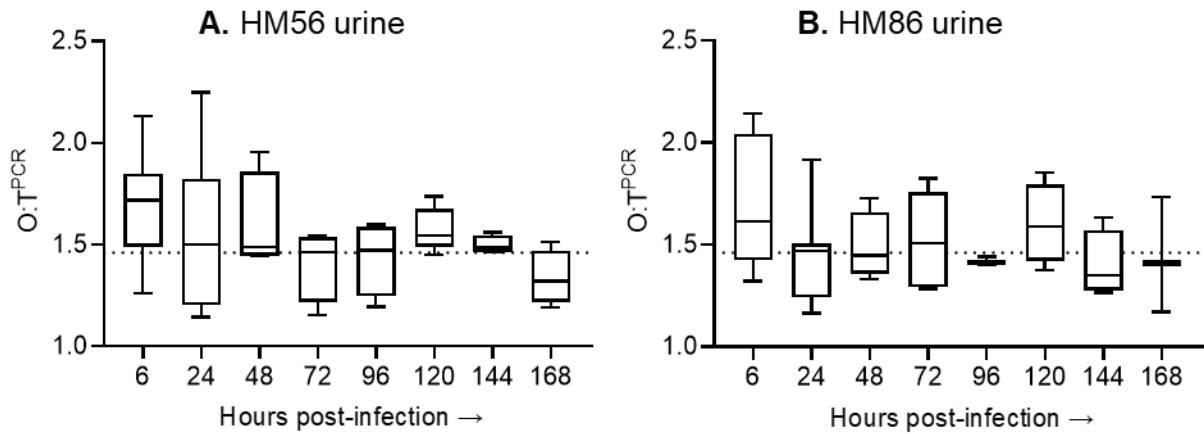 A. HM56 urine
2.5
2.0
1.5
1.0
O:T^PCR
6 24 48 72 96 120 144 168
Hours post-infection →
B. HM86 urine
2.5
2.0
1.5
1.0
O:T^PCR
6 24 48 72 96 120 144 168
Hours post-infection →